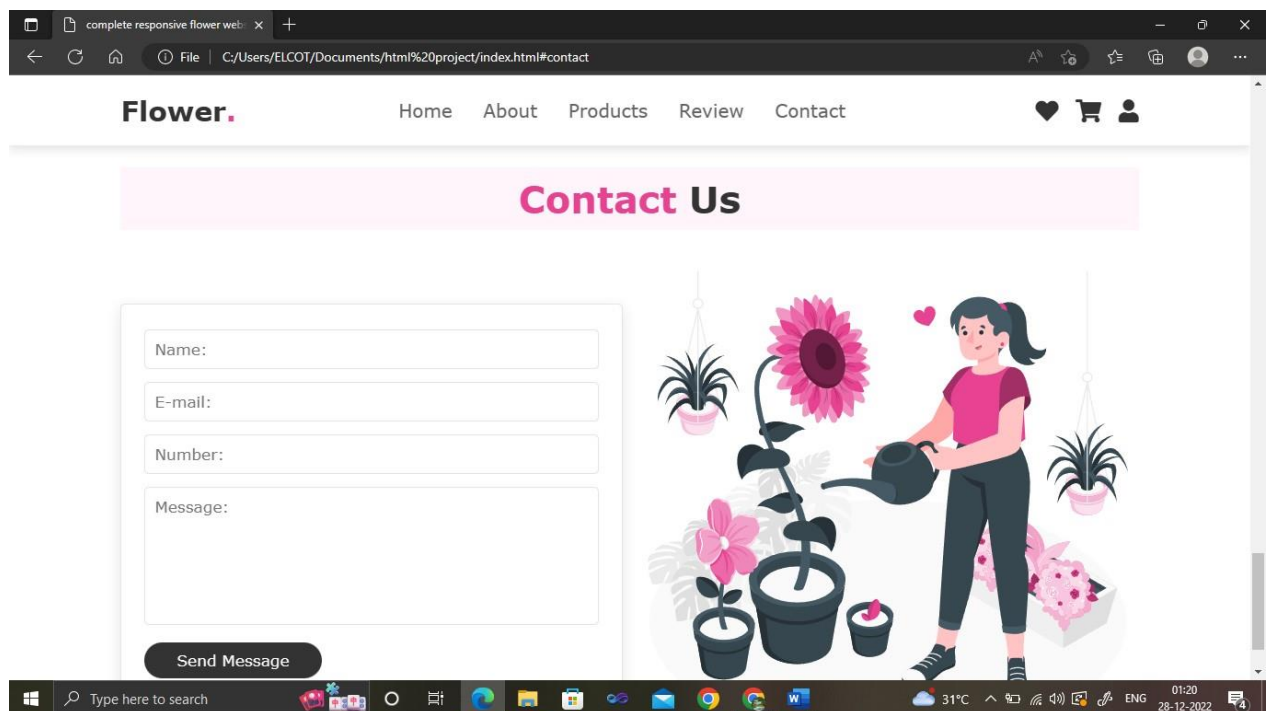 complete responsive flower web
File
C:/Users/ELCOT/Documents/html%20project/index.html#contact
Flower.
Home About Products Review Contact
Contact Us
Name:
E-mail:
Number:
Message:
Send Message
Type here to search
31°C
ENG
01:20
28-12-2022
4